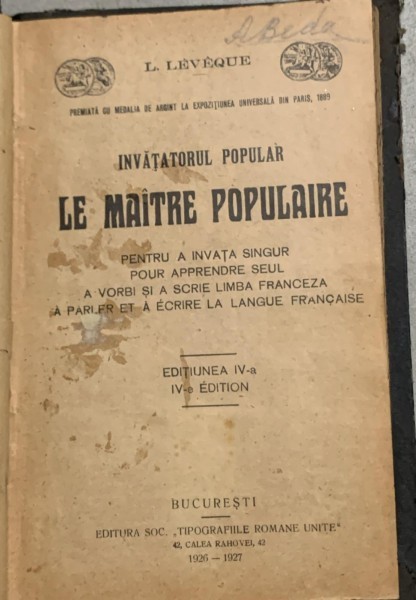 A Beda
L. LÉVÊQUE
PREMIATĂ CU MEDALIA DE ARGINT LA EXPOZIȚIUNEA UNIVERSALĂ DIN PARIS, 1889
INVĂȚATORUL POPULAR
LE MAÎTRE POPULAIRE
PENTRU A INVAȚA SINGUR
POUR APPRENDRE SEUL
A VORBI ȘI A SCRIE LIMBA FRANCEZA
À PARLER ET À ÉCRIRE LA LANGUE FRANÇAISE
EDIȚIUNEA IV-a
IV-e ÉDITION
BUCUREȘTI
EDITURA SOC. „TIPOGRAFIILE ROMANE UNITE"
42, CALEA RAHOVEI, 42
1926 — 1927